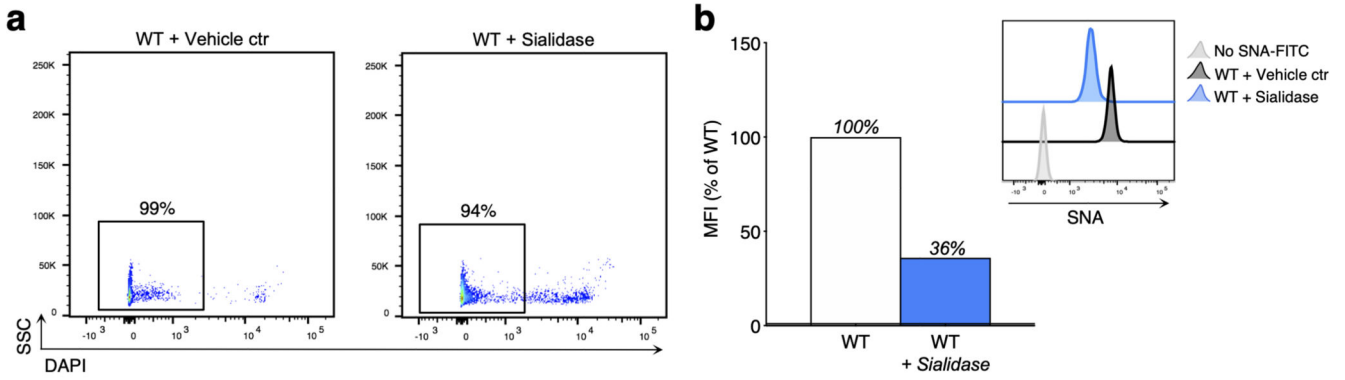 a
WT + Vehicle ctr
250K
200K
150K
100K
50K
0
99%
-10 3
0
10 3
10 4
10 5
SSC
DAPI
WT + Sialidase
250K
200K
150K
100K
50K
0
94%
-10 3
0
10 3
10 4
10 5
b
MFI (% of WT)
150
100
50
0
100%
36%
WT
WT
+ Sialidase
-10 3
0
10 3
10 4
10 5
SNA
No SNA-FITC
WT + Vehicle ctr
WT + Sialidase